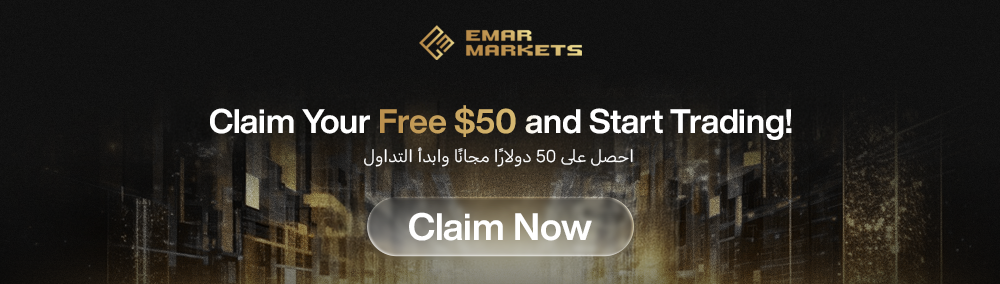 EMAR
MARKETS
Claim Your Free $50 and Start Trading!
احصل على 50 دولارًا مجانًا وابدأ التداول
Claim Now